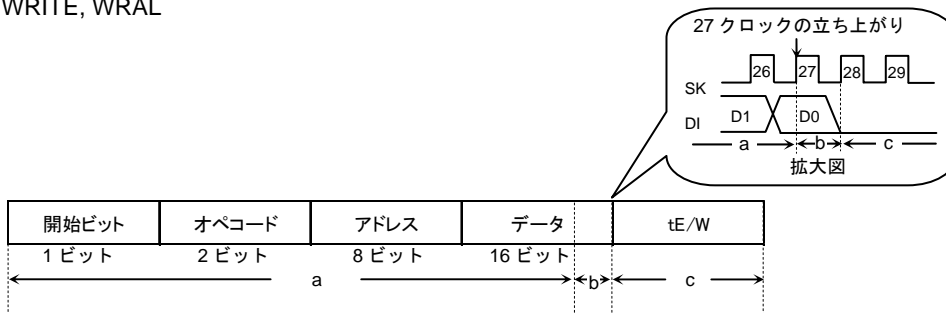 WRITE, WRAL
27 クロックの立ち上がり
SK 26 27 28 29
DI D1 D0
a b c
拡大図
開始ビット オペコード アドレス データ tE/W
1 ビット 2 ビット 8 ビット 16 ビット
a b c